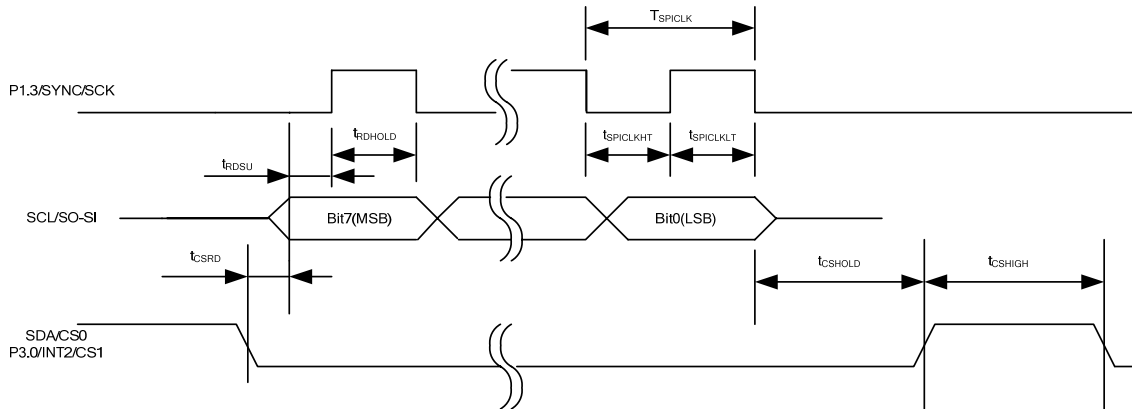 TSPICLK
P1.3/SYNC/SCK
tRDHOLD
tSPICLKHT
tSPICLKLT
tRDSU
SCL/SO-SI
Bit7(MSB)
Bit0(LSB)
tCSRD
tCSHOLD
tCSHIGH
SDA/CS0
P3.0/INT2/CS1